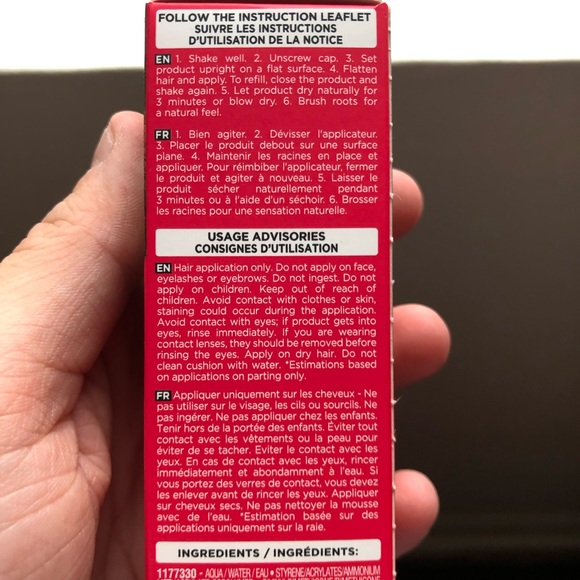 FOLLOW THE INSTRUCTION LEAFLET
SUIVRE LES INSTRUCTIONS
D'UTILISATION DE LA NOTICE
EN 1. Shake well. 2. Unscrew cap. 3. Set
product upright on a flat surface. 4. Flatten
hair and apply. To refill, close the product and
shake again. 5. Let product dry naturally for
3 minutes or blow dry. 6. Brush roots for
a natural feel.
FR 1. Bien agiter. 2. Dévisser l'applicateur.
3. Placer le produit debout sur une surface
plane. 4. Maintenir les racines en place et
appliquer. Pour réimbiber l'applicateur, fermer
le produit et agiter à nouveau. 5. Laisser le
produit sécher naturellement pendant
3 minutes ou à l'aide d'un séchoir. 6. Brosser
les racines pour une sensation naturelle.
USAGE ADVISORIES
CONSIGNES D'UTILISATION
EN Hair application only. Do not apply on face,
eyelashes or eyebrows. Do not ingest. Do not
apply on children. Keep out of reach of
children. Avoid contact with clothes or skin,
staining could occur during the application.
Avoid contact with eyes; if product gets into
eyes, rinse immediately. If you are wearing
contact lenses, they should be removed before
rinsing the eyes. Apply on dry hair. Do not
clean cushion with water. *Estimations based
on applications on parting only.
FR Appliquer uniquement sur les cheveux - Ne
pas utiliser sur le visage, les cils ou sourcils. Ne
pas ingérer. Ne pas appliquer chez les enfants.
Tenir hors de la portée des enfants. Éviter tout
contact avec les vêtements ou la peau pour
éviter de se tacher. Eviter le contact avec les
yeux. En cas de contact avec les yeux, rincer
immédiatement et abondamment à l'eau. Si
vous portez des verres de contact, vous devez
les enlever avant de rincer les yeux. Appliquer
sur cheveux secs. Ne pas nettoyer la mousse
avec de l'eau. *Estimation basée sur des
applications uniquement sur la raie.
INGREDIENTS / INGRÉDIENTS:
1177330 - AQUA / WATER / EAU • STYRENE/ACRYLATES/AMMONIUM